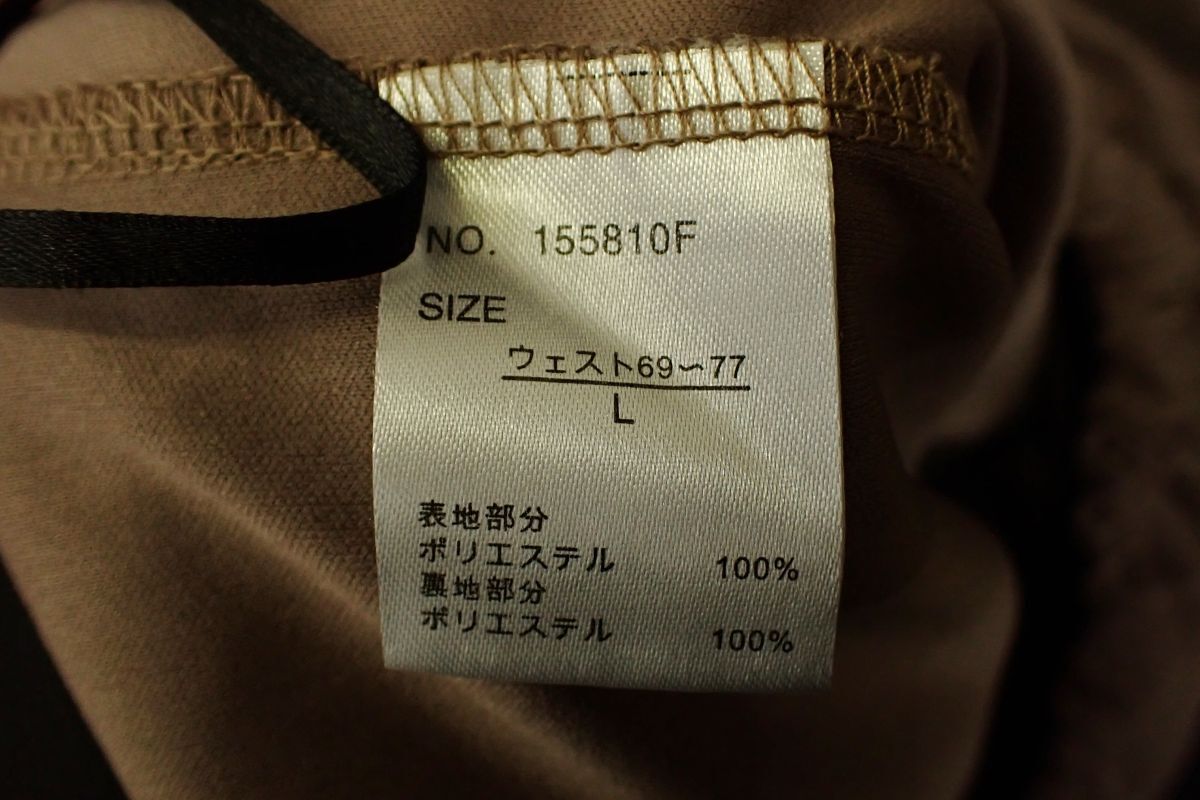 NO. 155810F
SIZE
ウェスト69〜77
L
表地部分
ポリエステル 100%
裏地部分
ポリエステル 100%